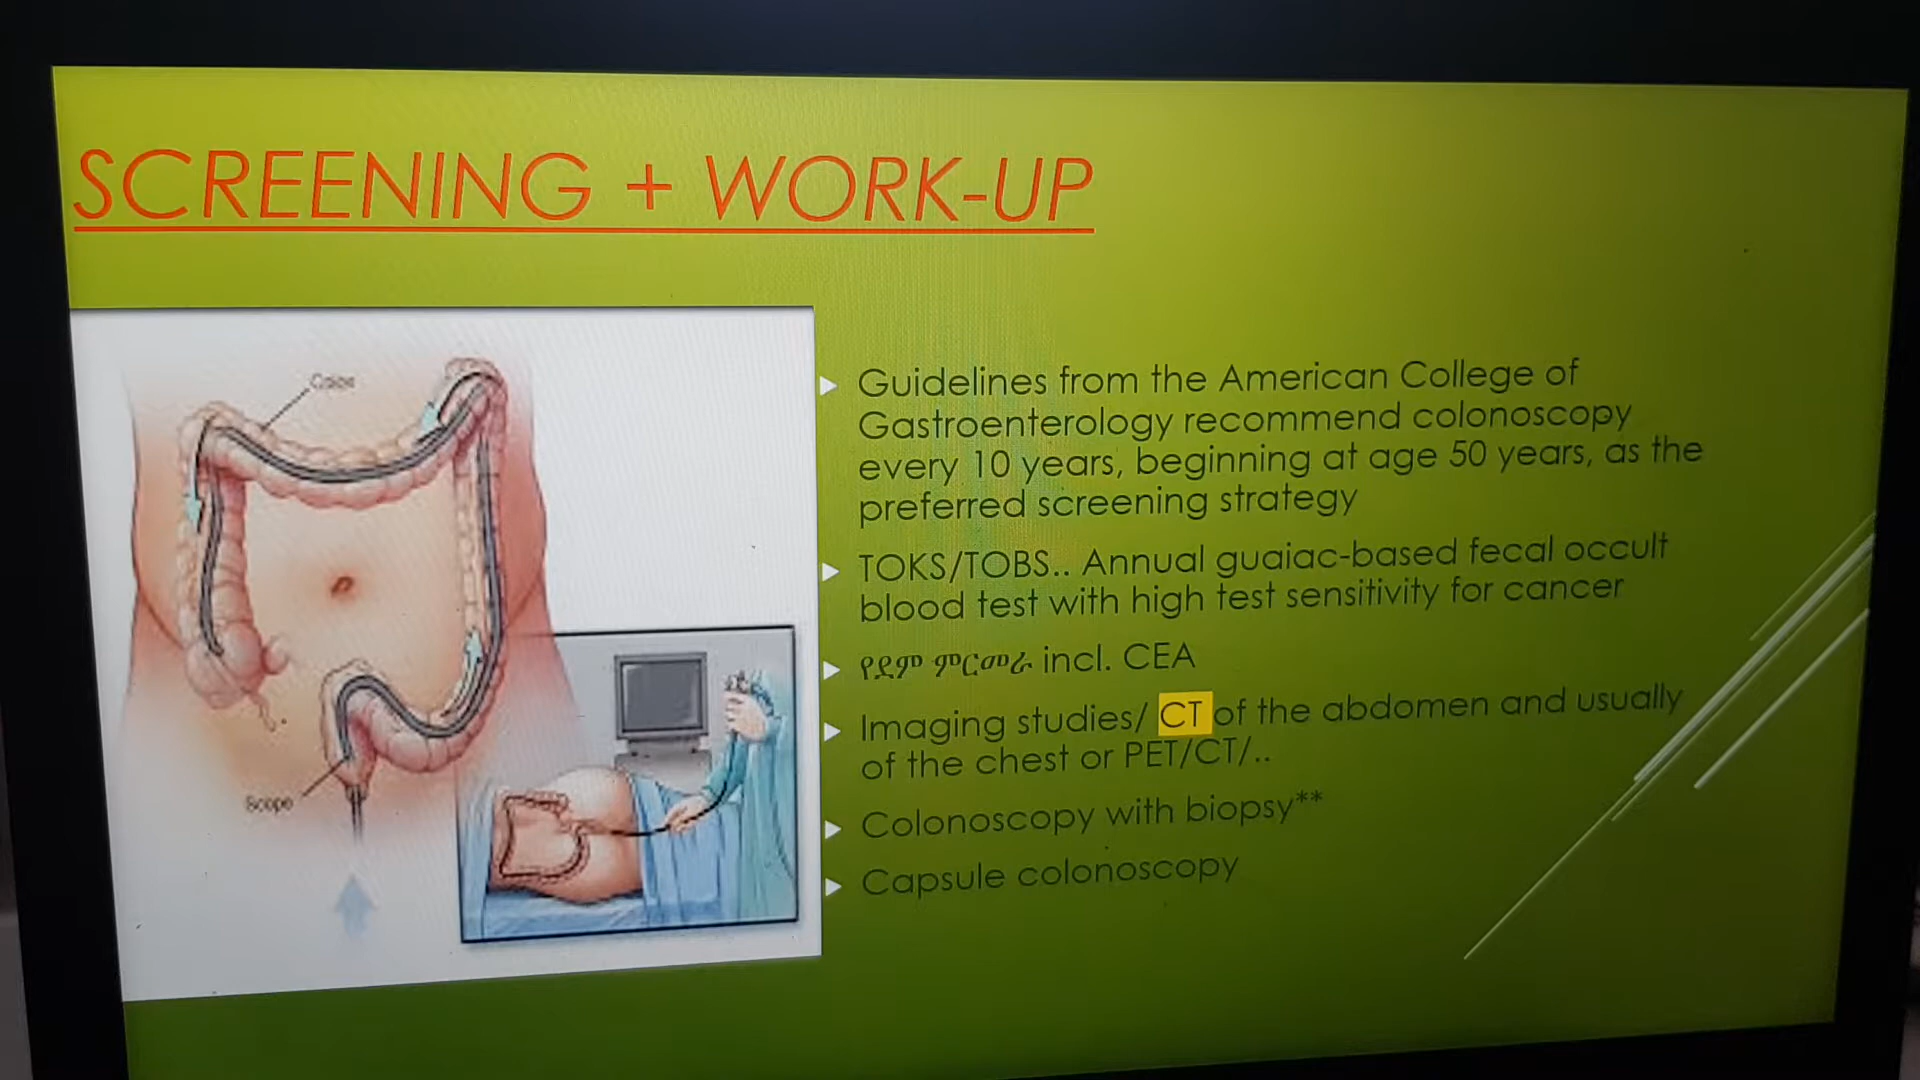 SCREENING + WORK-UP
Colon
Scope
Guidelines from the American College of
Gastroenterology recommend colonoscopy
every 10 years, beginning at age 50 years, as the
preferred screening strategy
TOKS/TOBS.. Annual guaiac-based fecal occult
blood test with high test sensitivity for cancer
የደም ምርመራ incl. CEA
Imaging studies/ CT of the abdomen and usually
of the chest or PET/CT/..
Colonoscopy with biopsy**
Capsule colonoscopy